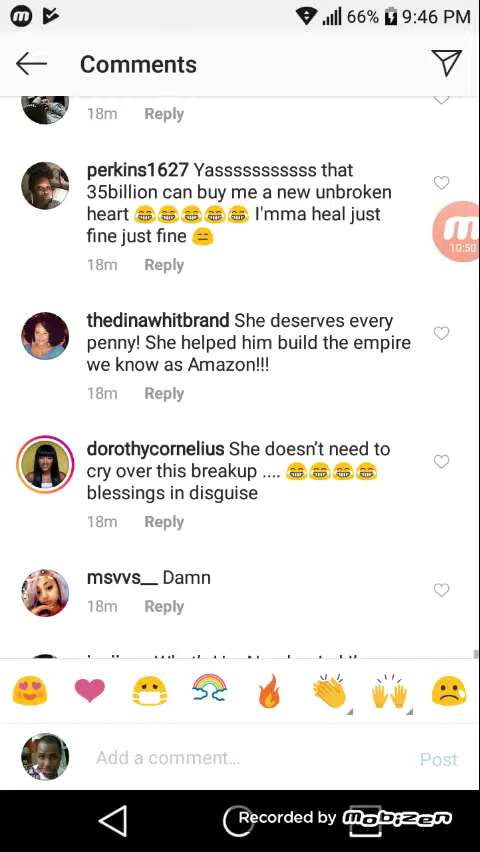 66% 9:46 PM
Comments
18m Reply
perkins1627 Yasssssssssss that
35billion can buy me a new unbroken
heart 😂😂😂😂😂 I'mma heal just
fine just fine 😑
18m Reply
10:50
thedinawhitbrand She deserves every
penny! She helped him build the empire
we know as Amazon!!!
18m Reply
dorothycornelius She doesn't need to
cry over this breakup .... 😂😂😂😂
blessings in disguise
18m Reply
msvvs__ Damn
18m Reply
Add a comment... Post
Recorded by Mobizen